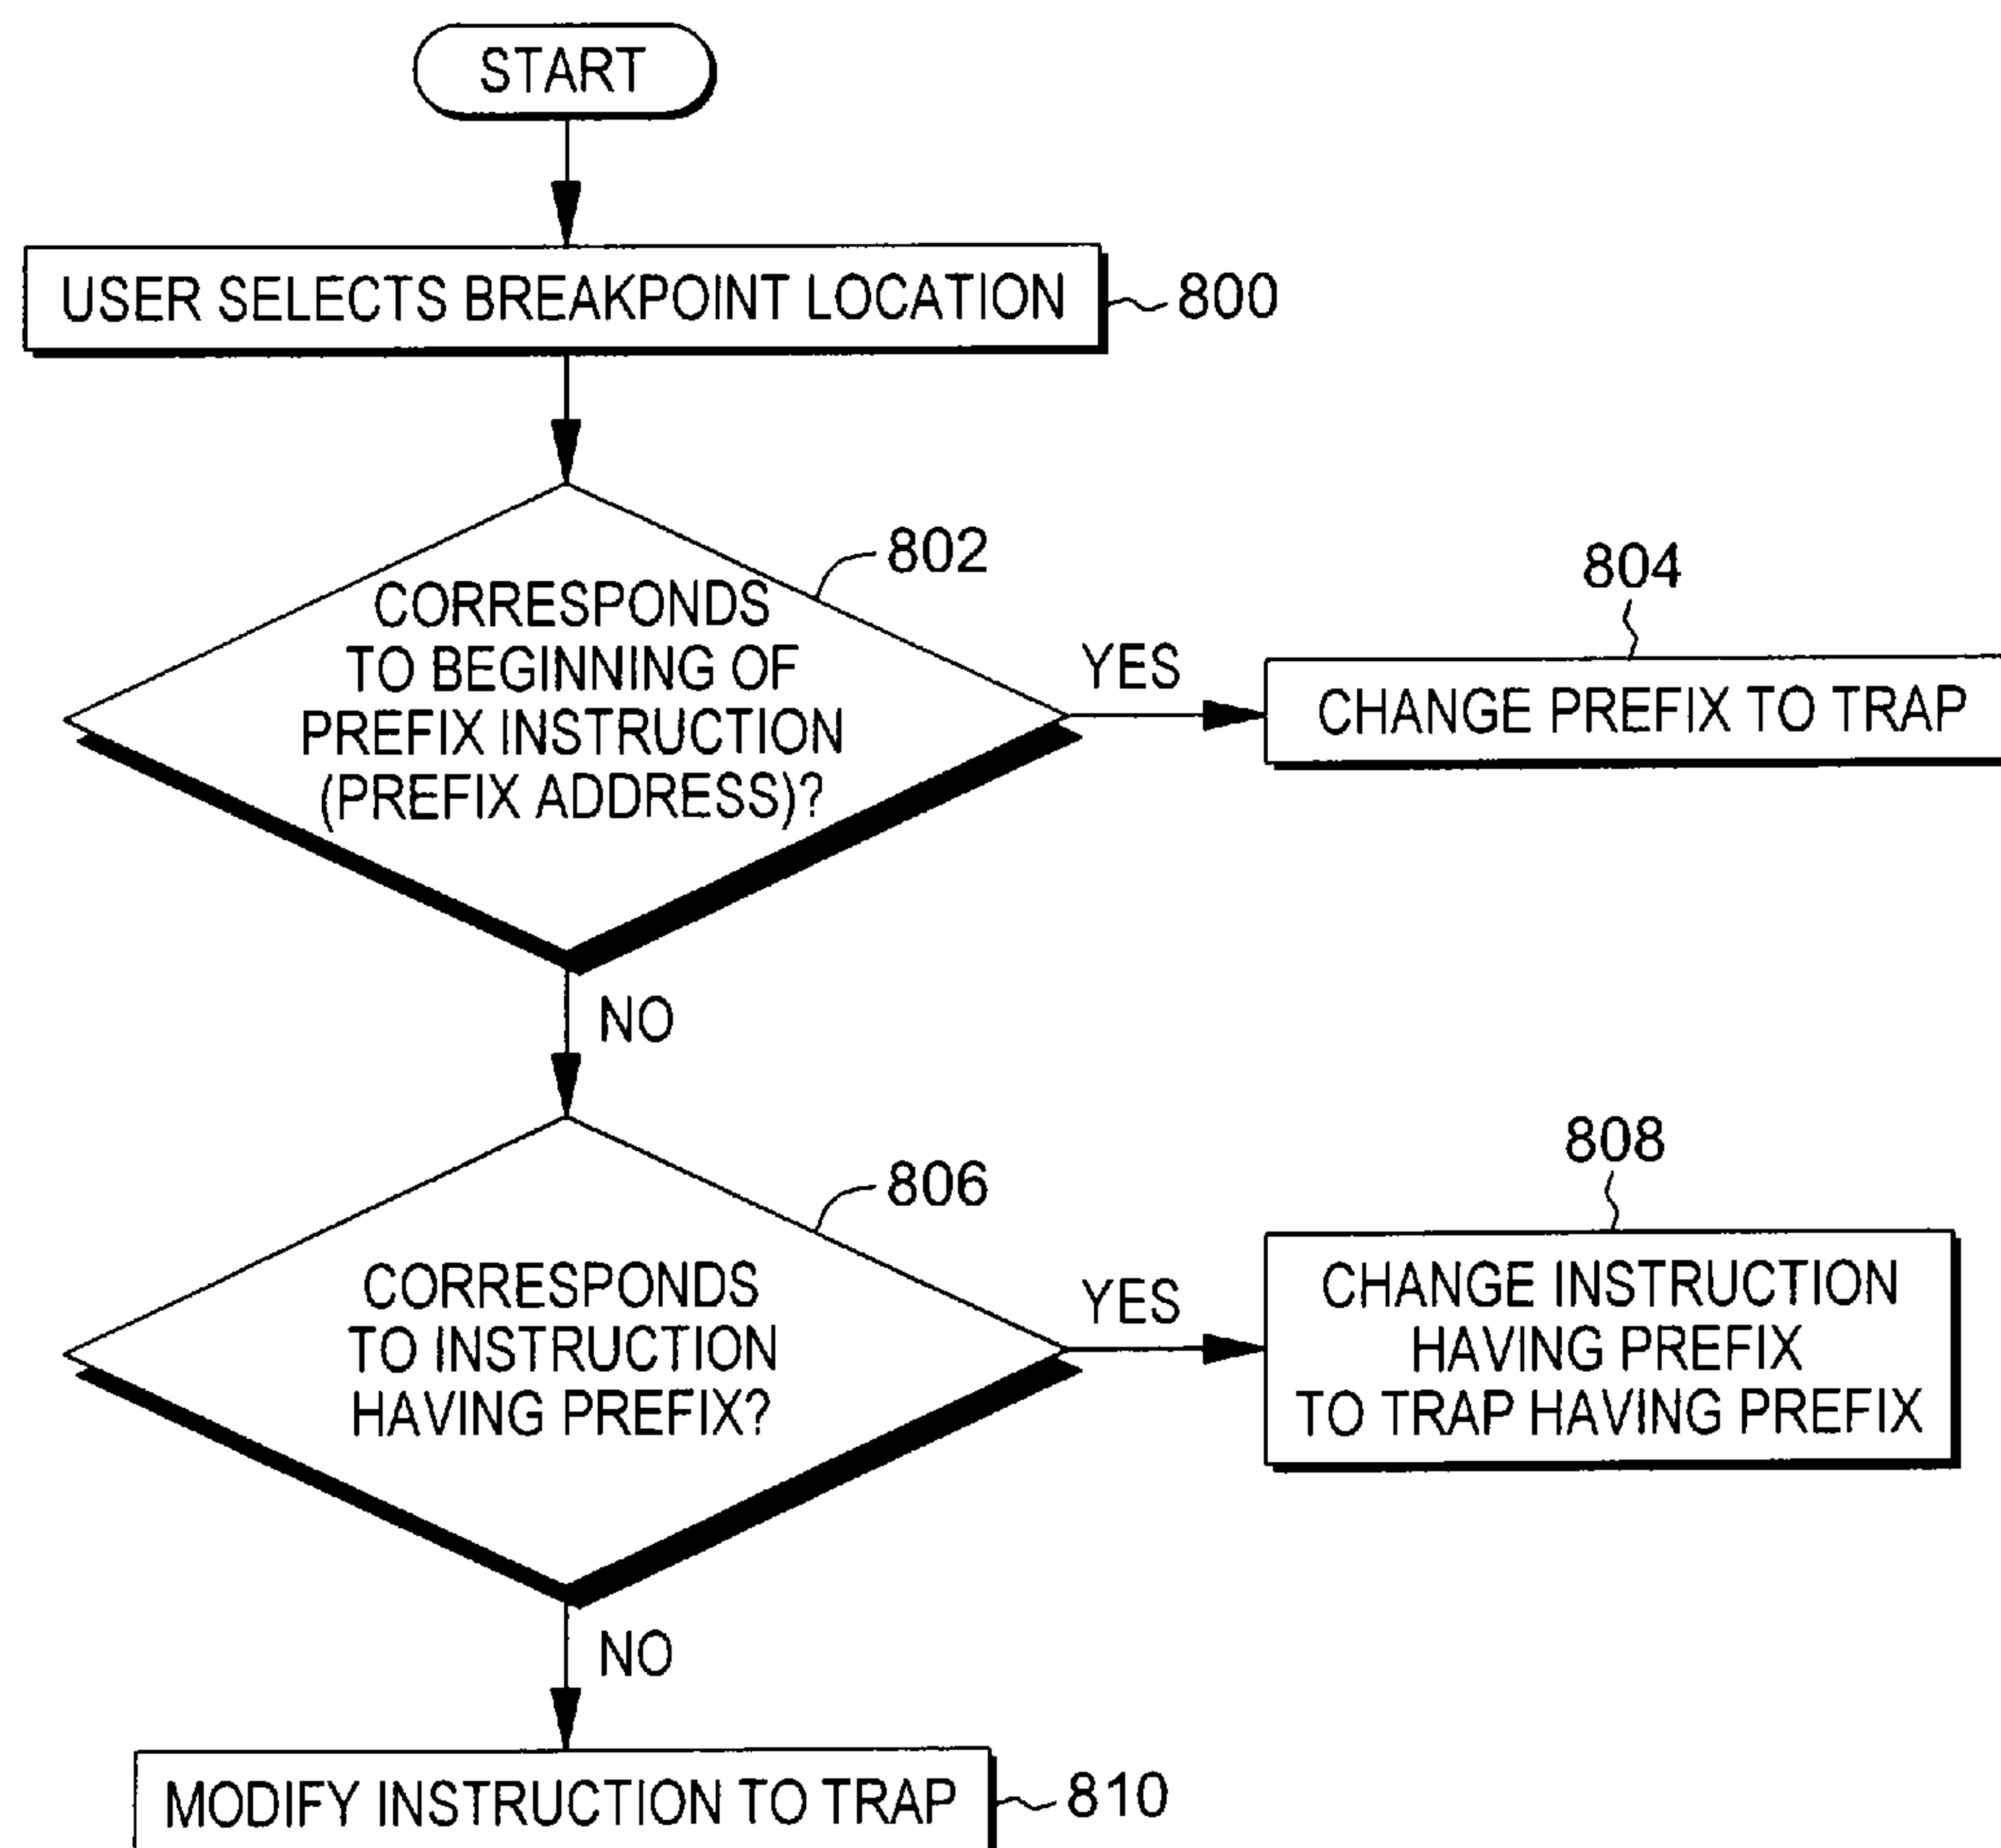 START
USER SELECTS BREAKPOINT LOCATION
800
802
CORRESPONDS
TO BEGINNING OF
PREFIX INSTRUCTION
(PREFIX ADDRESS)?
YES
804
CHANGE PREFIX TO TRAP
NO
806
CORRESPONDS
TO INSTRUCTION
HAVING PREFIX?
YES
808
CHANGE INSTRUCTION
HAVING PREFIX
TO TRAP HAVING PREFIX
NO
MODIFY INSTRUCTION TO TRAP
810